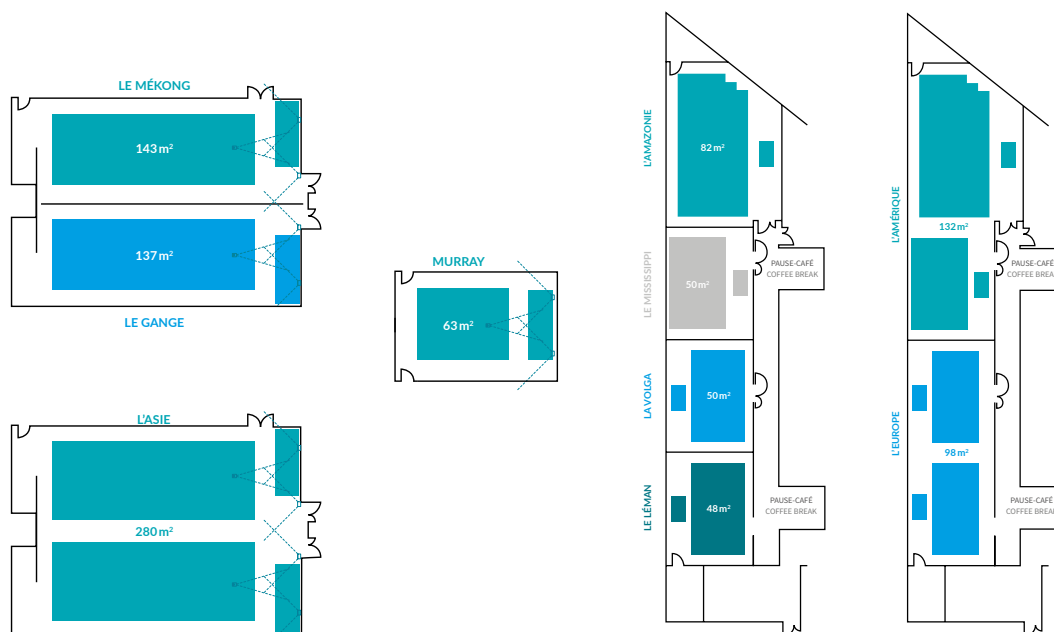 LE MÉKONG
143 m²
137 m²
LE GANGE
L'ASIE
280 m²
MURRAY
63 m²
L'AMAZONIE
82 m²
LE MISSISSIPPI
50 m²
PAUSE-CAFÉ
COFFEE BREAK
LA VOLGA
50 m²
LE LÉMAN
48 m²
PAUSE-CAFÉ
COFFEE BREAK
L'AMÉRIQUE
132 m²
PAUSE-CAFÉ
COFFEE BREAK
L'EUROPE
98 m²
PAUSE-CAFÉ
COFFEE BREAK